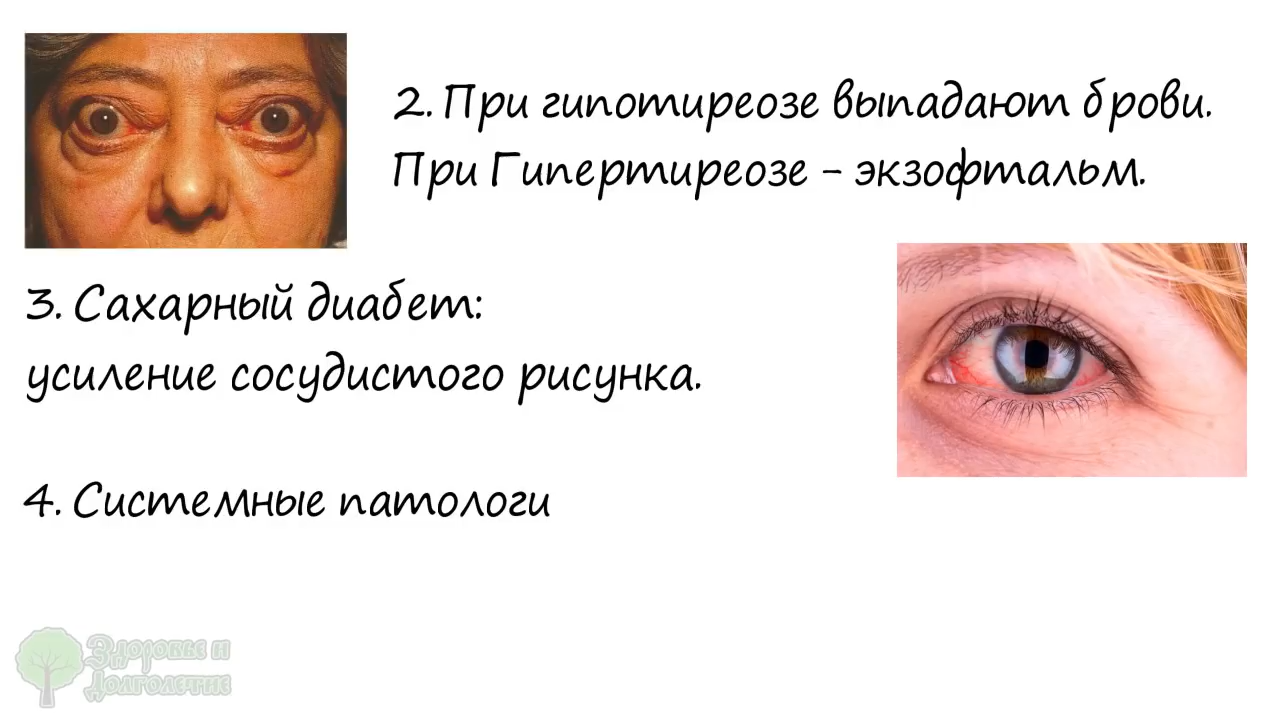 2. При гипотиреозе выпадают брови.
При Гипертиреозе – экзофтальм.
3. Сахарный диабет:
усиление сосудистого рисунка.
4. Системные патологи
Здоровье и
Долголетие